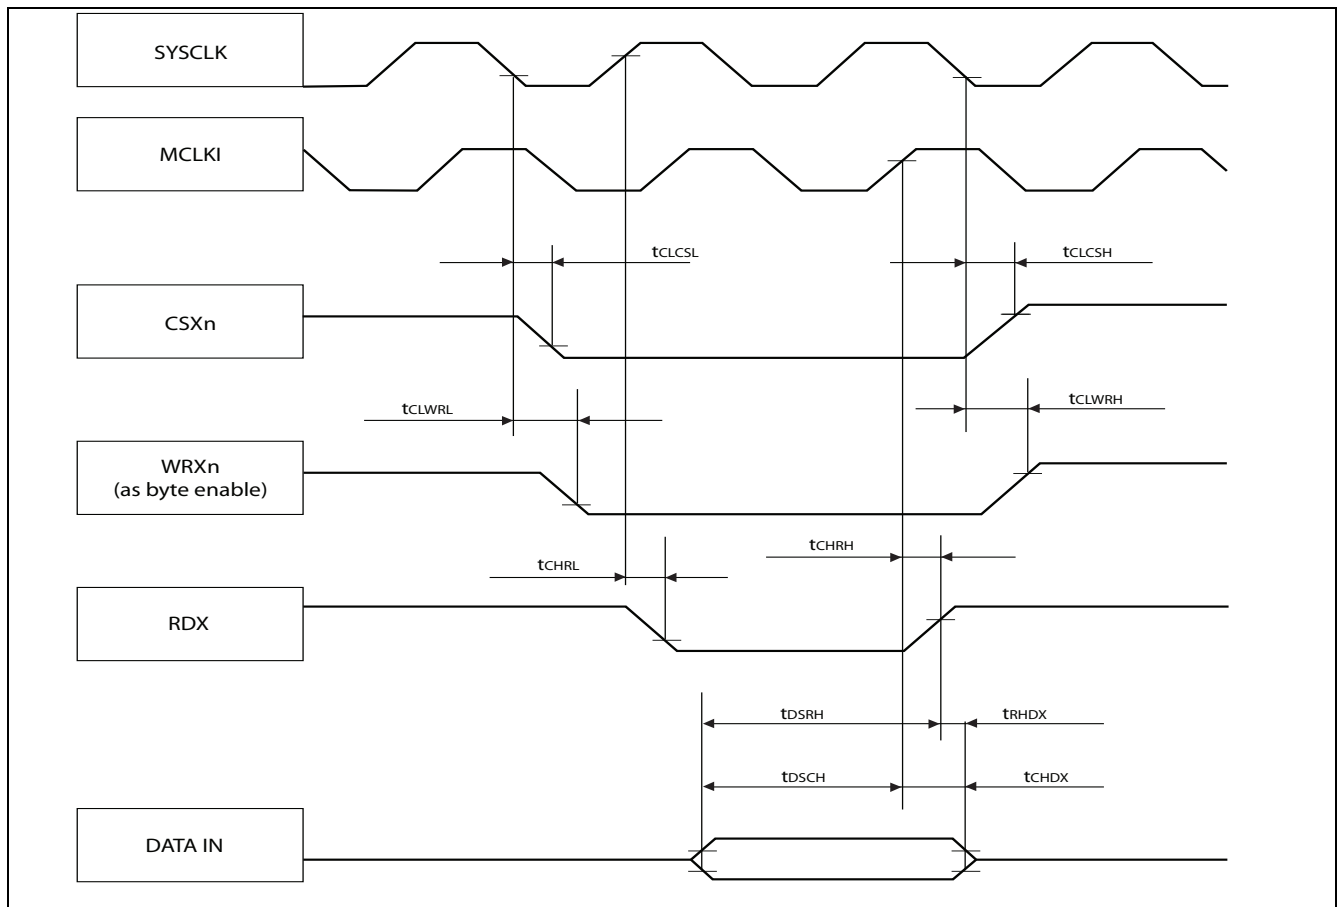 SYSCLK
MCLKI
tCLCSL
tCLCSH
CSXn
tCLWRL
tCLWRH
WRXn
(as byte enable)
tCHRL
tCHRH
RDX
tDSRH
tRHDX
tDSCH
tCHDX
DATA IN